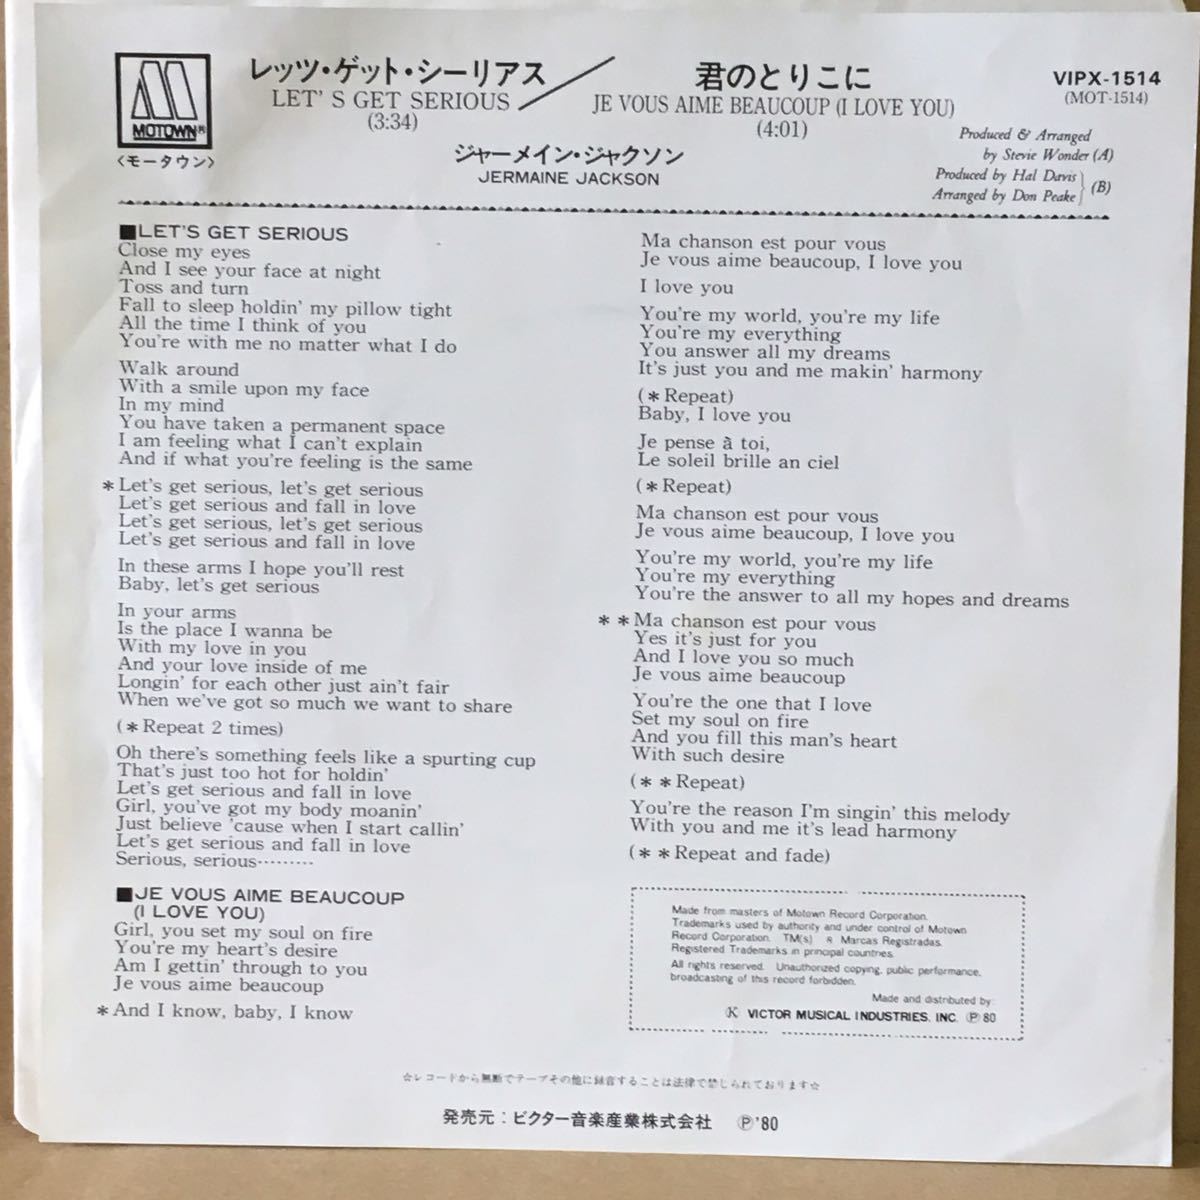 MOTOWN®
〈モータウン〉
レッツ・ゲット・シーリアス／君のとりこに
LET'S GET SERIOUS / JE VOUS AIME BEAUCOUP (I LOVE YOU)
(3:34) (4:01)
ジャーメイン・ジャクソン
JERMAINE JACKSON
VIPX-1514
(MOT-1514)
Produced & Arranged
by Stevie Wonder (A)
Produced by Hal Davis
Arranged by Don Peake } (B)
■LET'S GET SERIOUS
Close my eyes
And I see your face at night
Toss and turn
Fall to sleep holdin' my pillow tight
All the time I think of you
You're with me no matter what I do
Walk around
With a smile upon my face
In my mind
You have taken a permanent space
I am feeling what I can't explain
And if what you're feeling is the same
*Let's get serious, let's get serious
Let's get serious and fall in love
Let's get serious, let's get serious
Let's get serious and fall in love
In these arms I hope you'll rest
Baby, let's get serious
In your arms
Is the place I wanna be
With my love in you
And your love inside of me
Longin' for each other just ain't fair
When we've got so much we want to share
(*Repeat 2 times)
Oh there's something feels like a spurting cup
That's just too hot for holdin'
Let's get serious and fall in love
Girl, you've got my body moanin'
Just believe 'cause when I start callin'
Let's get serious and fall in love
Serious, serious………
■JE VOUS AIME BEAUCOUP
(I LOVE YOU)
Girl, you set my soul on fire
You're my heart's desire
Am I gettin' through to you
Je vous aime beaucoup
*And I know, baby, I know
Ma chanson est pour vous
Je vous aime beaucoup, I love you
I love you
You're my world, you're my life
You're my everything
You answer all my dreams
It's just you and me makin' harmony
(*Repeat)
Baby, I love you
Je pense à toi,
Le soleil brille an ciel
(*Repeat)
Ma chanson est pour vous
Je vous aime beaucoup, I love you
You're my world, you're my life
You're my everything
You're the answer to all my hopes and dreams
**Ma chanson est pour vous
Yes it's just for you
And I love you so much
Je vous aime beaucoup
You're the one that I love
Set my soul on fire
And you fill this man's heart
With such desire
(**Repeat)
You're the reason I'm singin' this melody
With you and me it's lead harmony
(**Repeat and fade)
Made from masters of Motown Record Corporation.
Trademarks used by authority and under control of Motown
Record Corporation. TM(s) ® Marcas Registradas.
Registered Trademarks in principal countries.
All rights reserved. Unauthorized copying, public performance,
broadcasting of this record forbidden.
Made and distributed by:
Ⓚ VICTOR MUSICAL INDUSTRIES, INC. Ⓟ 80
☆レコードから無断でテープその他に録音することは法律で禁じられております☆
発売元：ビクター音楽産業株式会社 Ⓟ'80